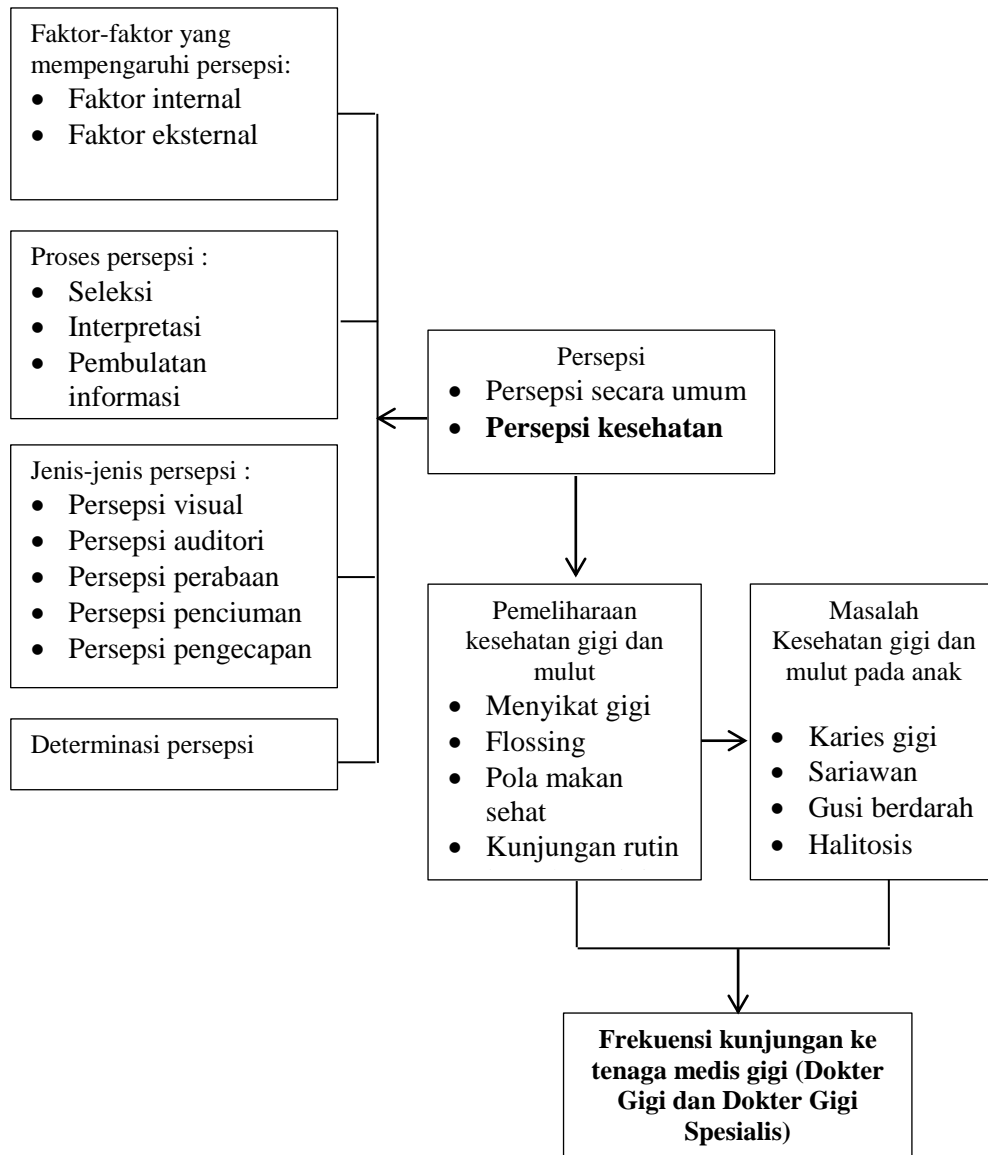 Faktor-faktor yang
mempengaruhi persepsi:
• Faktor internal
• Faktor eksternal
Proses persepsi :
• Seleksi
• Interpretasi
• Pembulatan
informasi
Jenis-jenis persepsi :
• Persepsi visual
• Persepsi auditori
• Persepsi perabaan
• Persepsi penciuman
• Persepsi pengecapan
Determinasi persepsi
Persepsi
• Persepsi secara umum
• Persepsi kesehatan
Pemeliharaan
kesehatan gigi dan
mulut
• Menyikat gigi
• Flossing
• Pola makan
sehat
• Kunjungan rutin
Masalah
Kesehatan gigi dan
mulut pada anak
• Karies gigi
• Sariawan
• Gusi berdarah
• Halitosis
Frekuensi kunjungan ke
tenaga medis gigi (Dokter
Gigi dan Dokter Gigi
Spesialis)